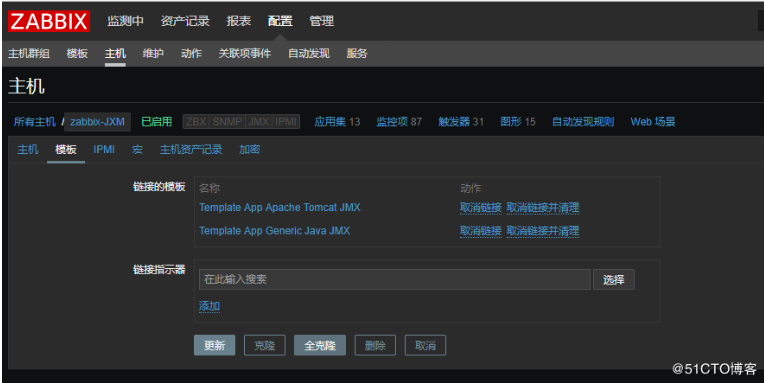 ZABBIX 监测中 资产记录 报表 配置 管理
主机群组 模板 主机 维护 动作 关联项事件 自动发现 服务
主机
所有主机 / zabbix-JXM 已启用 ZBX SNMP JMX IPMI 应用集 13 监控项 87 触发器 31 图形 15 自动发现规则 Web 场景
主机 模板 IPMI 宏 主机资产记录 加密
链接的模板 名称 动作
Template App Apache Tomcat JMX 取消链接 取消链接并清理
Template App Generic Java JMX 取消链接 取消链接并清理
链接指示器 在此输入搜索 选择
添加
更新 克隆 全克隆 删除 取消
@51CTO博客